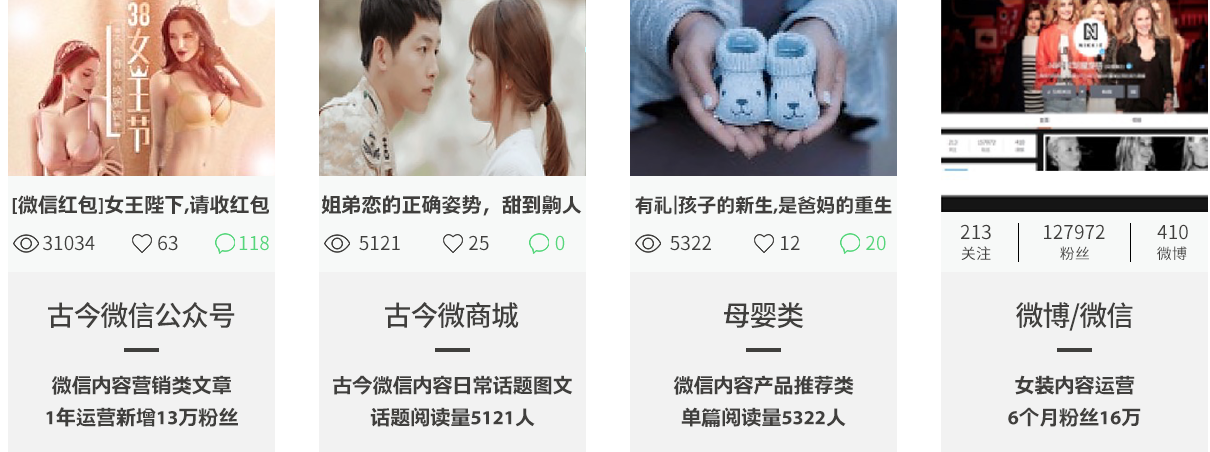 38
女王节
[微信红包]女王陛下,请收红包
31034 63 118
古今微信公众号
微信内容营销类文章
1年运营新增13万粉丝
姐弟恋的正确姿势，甜到齁人
5121 25 0
古今微商城
古今微信内容日常话题图文
话题阅读量5121人
有礼|孩子的新生,是爸妈的重生
5322 12 20
母婴类
微信内容产品推荐类
单篇阅读量5322人
213 127972 410
关注 粉丝 微博
微博/微信
女装内容运营
6个月粉丝16万